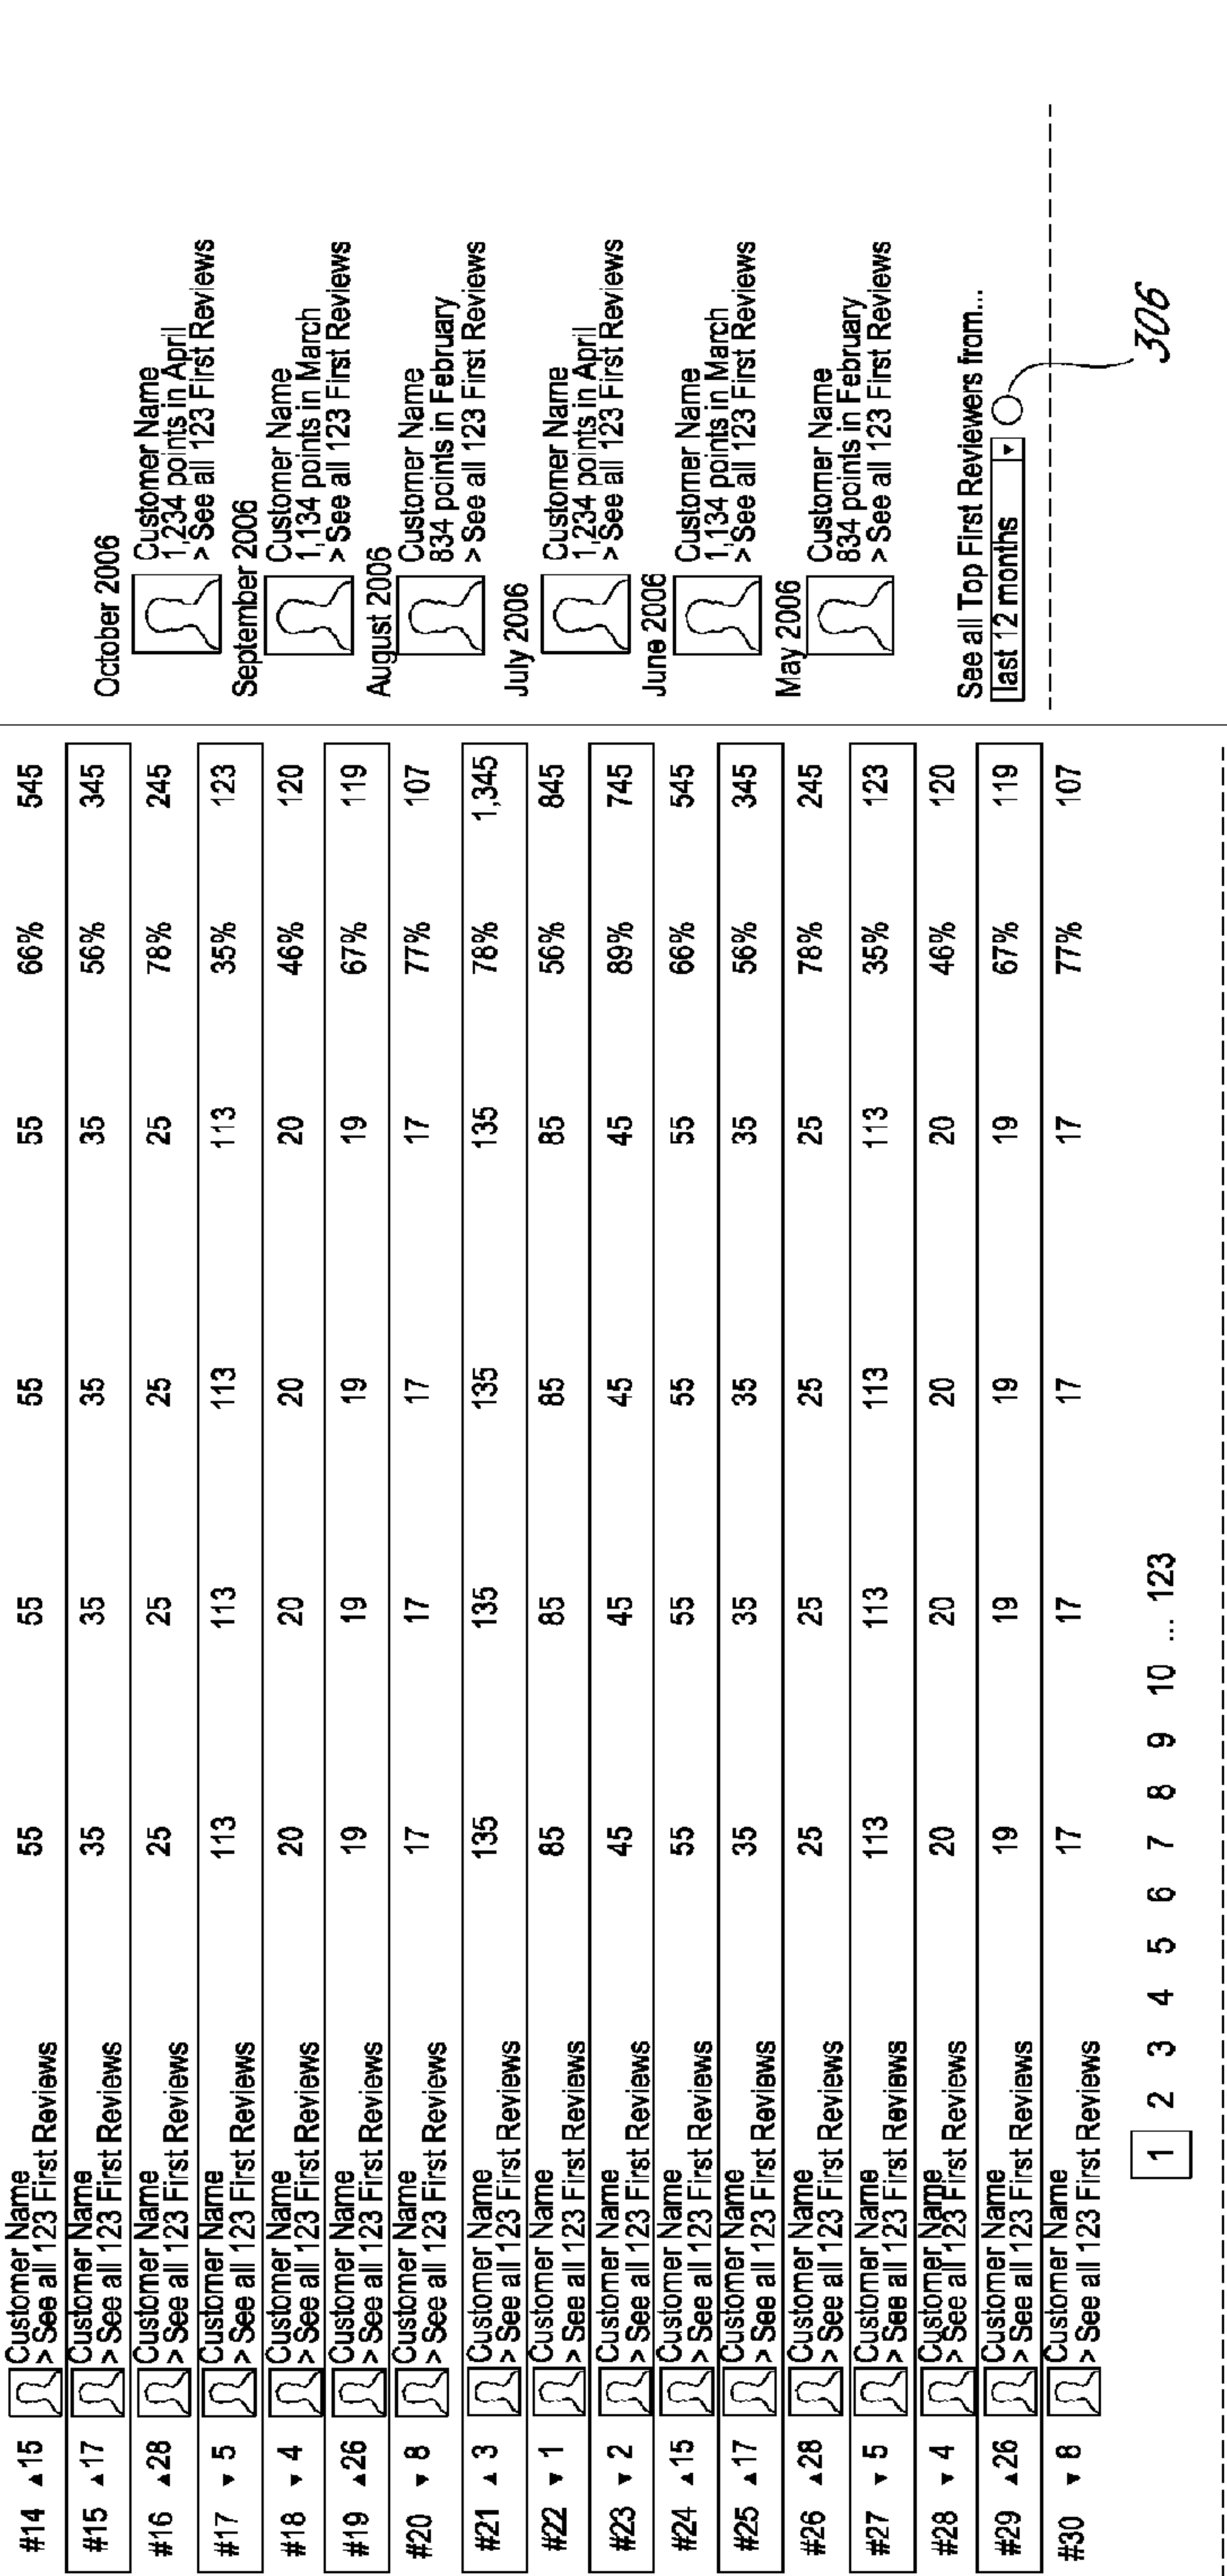 #14 ▲15 Customer Name 55 55 55 55 66% 545
> See all 123 First Reviews
#15 ▲17 Customer Name 35 35 35 35 56% 345
> See all 123 First Reviews
#16 ▲28 Customer Name 25 25 25 25 78% 245
> See all 123 First Reviews
#17 ▼ 5 Customer Name 113 113 113 113 35% 123
> See all 123 First Reviews
#18 ▼ 4 Customer Name 20 20 20 20 46% 120
> See all 123 First Reviews
#19 ▲26 Customer Name 19 19 19 19 67% 119
> See all 123 First Reviews
#20 ▼ 8 Customer Name 17 17 17 17 77% 107
> See all 123 First Reviews
#21 ▲ 3 Customer Name 135 135 135 135 78% 1,345
> See all 123 First Reviews
#22 ▼ 1 Customer Name 85 85 85 85 56% 845
> See all 123 First Reviews
#23 ▼ 2 Customer Name 45 45 45 45 89% 745
> See all 123 First Reviews
#24 ▲15 Customer Name 55 55 55 55 66% 545
> See all 123 First Reviews
#25 ▲17 Customer Name 35 35 35 35 56% 345
> See all 123 First Reviews
#26 ▲28 Customer Name 25 25 25 25 78% 245
> See all 123 First Reviews
#27 ▼ 5 Customer Name 113 113 113 113 35% 123
> See all 123 First Reviews
#28 ▼ 4 Customer Name 20 20 20 20 46% 120
> See all 123 First Reviews
#29 ▲26 Customer Name 19 19 19 19 67% 119
> See all 123 First Reviews
#30 ▼ 8 Customer Name 17 17 17 17 77% 107
> See all 123 First Reviews
1 2 3 4 5 6 7 8 9 10 ... 123
October 2006
Customer Name
1,234 points in April
> See all 123 First Reviews
September 2006
Customer Name
1,134 points in March
> See all 123 First Reviews
August 2006
Customer Name
834 points in February
> See all 123 First Reviews
July 2006
Customer Name
1,234 points in April
> See all 123 First Reviews
June 2006
Customer Name
1,134 points in March
> See all 123 First Reviews
May 2006
Customer Name
834 points in February
> See all 123 First Reviews
See all Top First Reviewers from...
last 12 months ▼
306